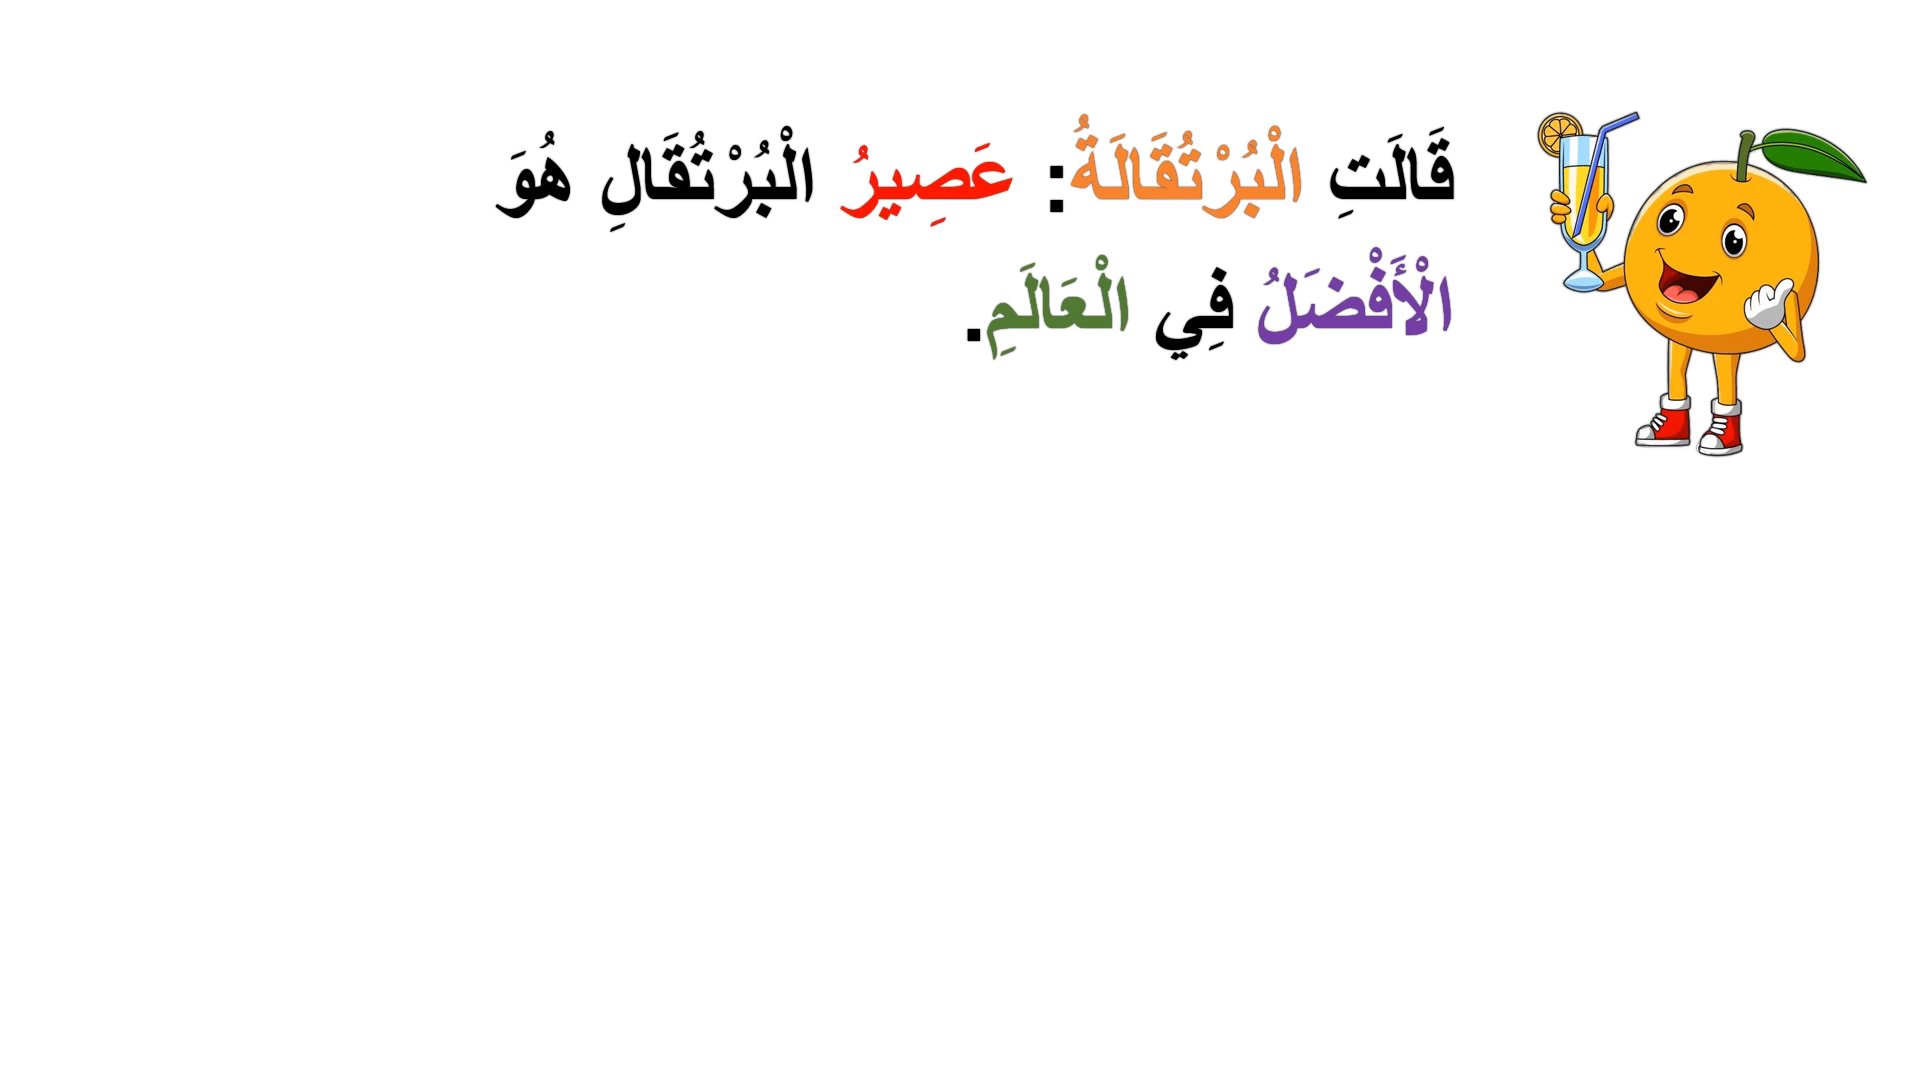 قَالَتِ الْبُرْتُقَالَةُ: عَصِيرُ الْبُرْتُقَالِ هُوَ
الْأَفْضَلُ فِي الْعَالَمِ.